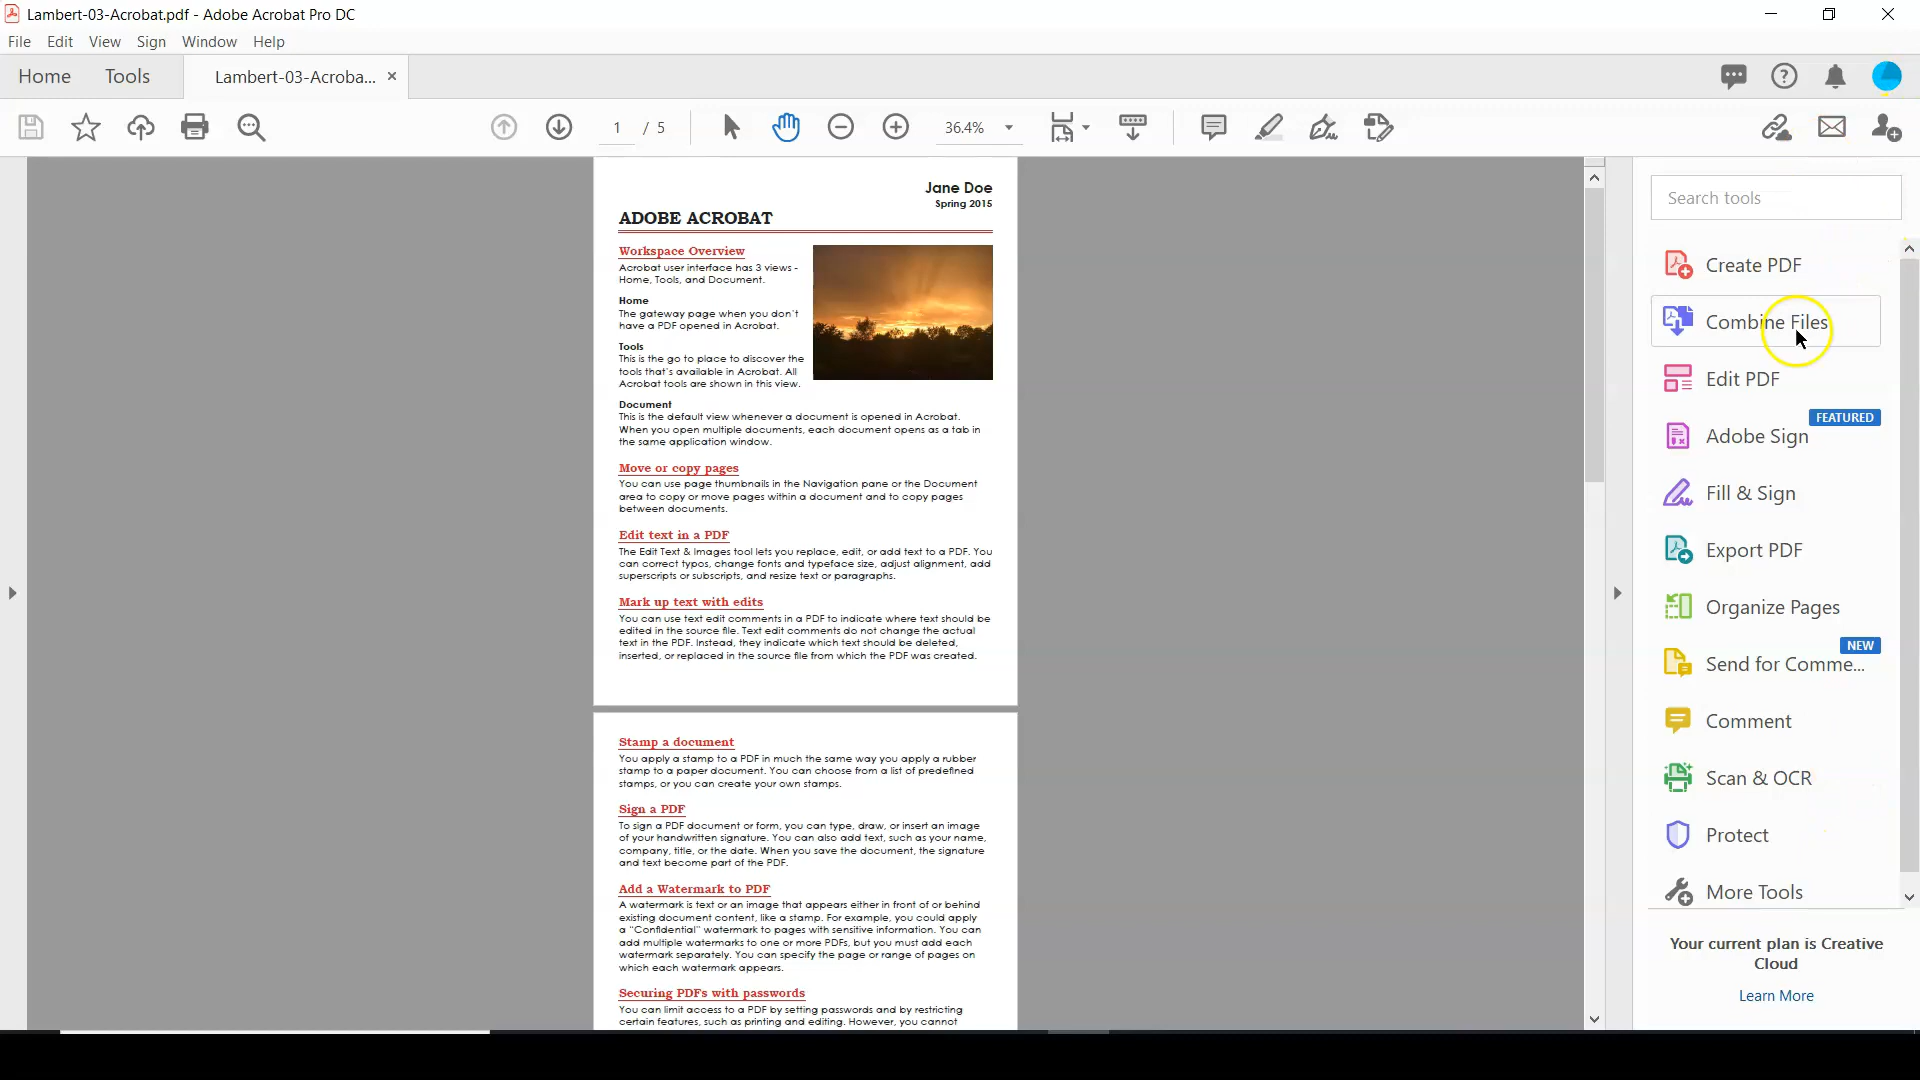 Lambert-03-Acrobat.pdf - Adobe Acrobat Pro DC
File Edit View Sign Window Help
Home Tools Lambert-03-Acroba... ×
1 / 5 36.4%
Jane Doe
Spring 2015
ADOBE ACROBAT
Workspace Overview
Acrobat user interface has 3 views -
Home, Tools, and Document.
Home
The gateway page when you don't
have a PDF opened in Acrobat.
Tools
This is the go to place to discover the
tools that's available in Acrobat. All
Acrobat tools are shown in this view.
Document
This is the default view whenever a document is opened in Acrobat.
When you open multiple documents, each document opens as a tab in
the same application window.
Move or copy pages
You can use page thumbnails in the Navigation pane or the Document
area to copy or move pages within a document and to copy pages
between documents.
Edit text in a PDF
The Edit Text & Images tool lets you replace, edit, or add text to a PDF. You
can correct typos, change fonts and typeface size, adjust alignment, add
superscripts or subscripts, and resize text or paragraphs.
Mark up text with edits
You can use text edit comments in a PDF to indicate where text should be
edited in the source file. Text edit comments do not change the actual
text in the PDF. Instead, they indicate which text should be deleted,
inserted, or replaced in the source file from which the PDF was created.
Stamp a document
You apply a stamp to a PDF in much the same way you apply a rubber
stamp to a paper document. You can choose from a list of predefined
stamps, or you can create your own stamps.
Sign a PDF
To sign a PDF document or form, you can type, draw, or insert an image
of your handwritten signature. You can also add text, such as your name,
company, title, or the date. When you save the document, the signature
and text become part of the PDF.
Add a Watermark to PDF
A watermark is text or an image that appears either in front of or behind
existing document content, like a stamp. For example, you could apply
a "Confidential" watermark to pages with sensitive information. You can
add multiple watermarks to one or more PDFs, but you must add each
watermark separately. You can specify the page or range of pages on
which each watermark appears.
Securing PDFs with passwords
You can limit access to a PDF by setting passwords and by restricting
certain features, such as printing and editing. However, you cannot
Search tools
Create PDF
Combine Files
Edit PDF
FEATURED
Adobe Sign
Fill & Sign
Export PDF
Organize Pages
NEW
Send for Comme...
Comment
Scan & OCR
Protect
More Tools
Your current plan is Creative
Cloud
Learn More